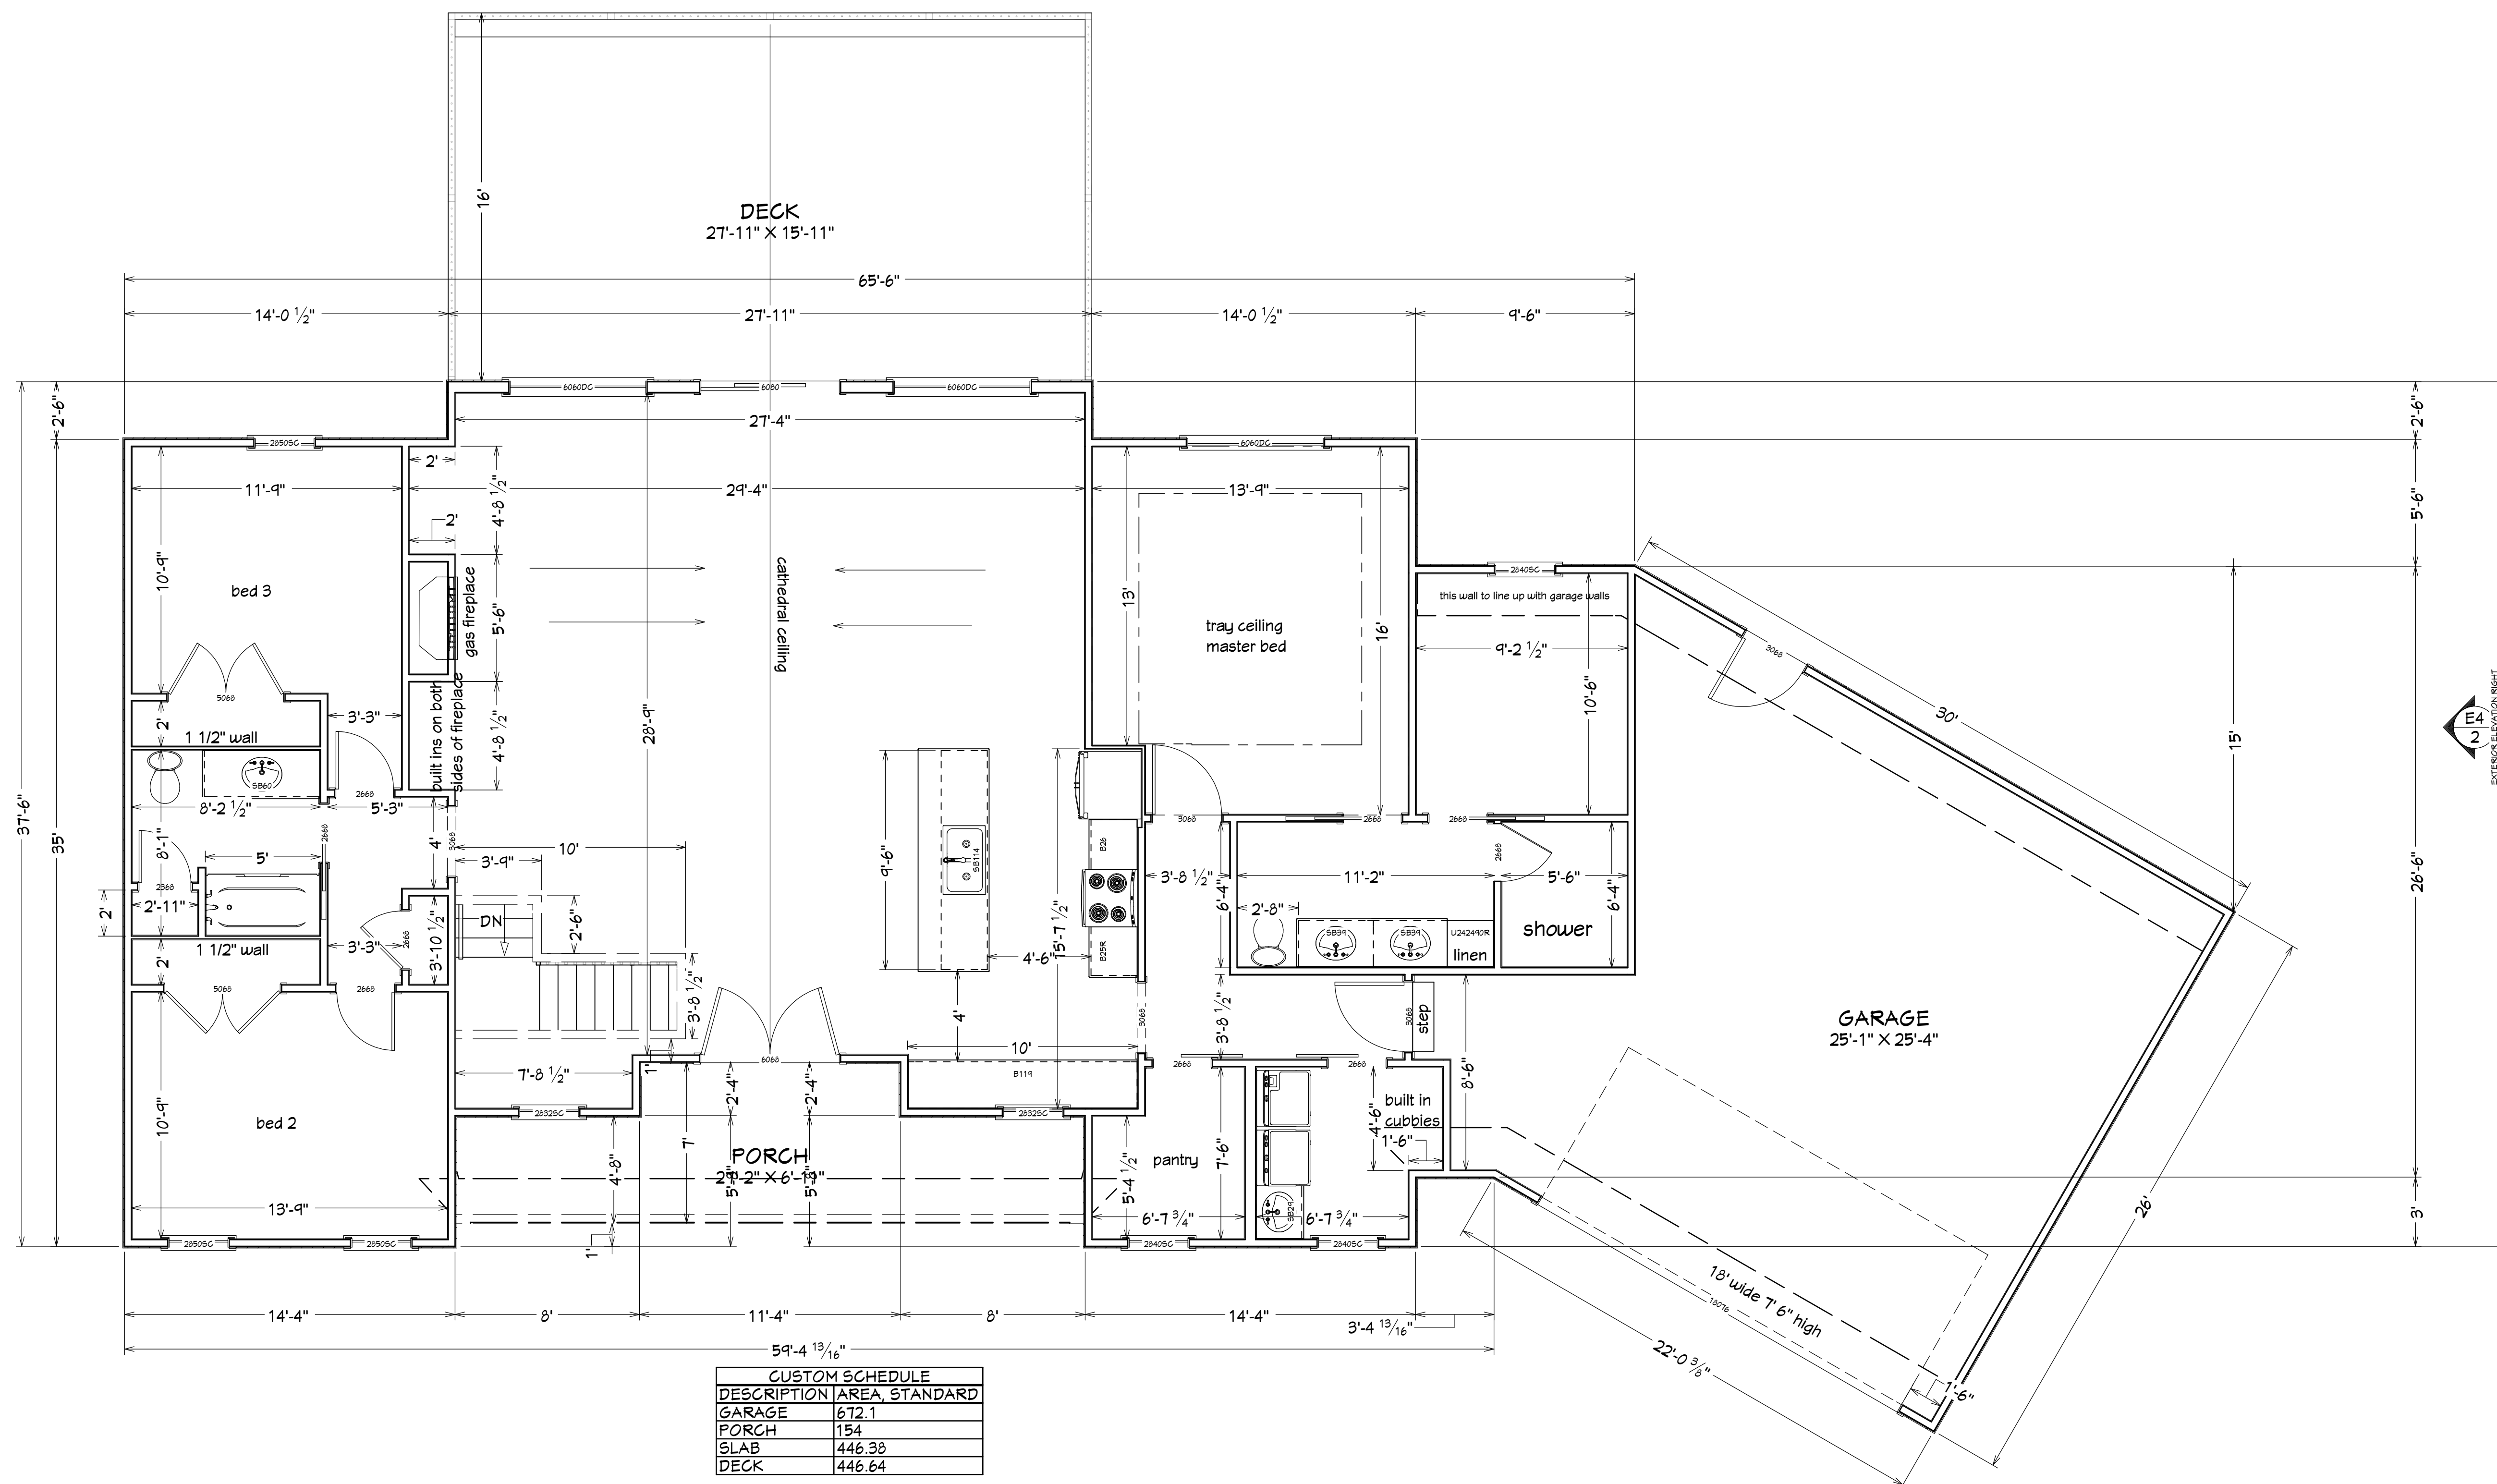 16'
DECK
27'-11" X 15'-11"
65'-6"
14'-0 1/2"
27'-11"
14'-0 1/2"
9'-6"
2'-6"
6060DC
6080
6060DC
2'-6"
27'-4"
2850SC
6060DC
2'
11'-9"
29'-4"
13'-9"
4'-8 1/2"
5'-6"
2'
cathedral ceiling
2840SC
10'-9"
bed 3
gas fireplace
5'-6"
13'
tray ceiling
master bed
16'
this wall to line up with garage walls
9'-2 1/2"
3068
5068
2'
3'-3"
built ins on both
sides of fireplace
4'-8 1/2"
28'-9"
10'-6"
30'
15'
E4
2
EXTERIOR ELEVATION RIGHT
1 1/2" wall
SB60
2668
8'-2 1/2"
5'-3"
37'-6"
35'
8'-1"
2668
4'
3068
10'
3'-9"
5'
9'-6"
SB114
B26
3068
2668
2668
2668
3'-8 1/2"
6'-4"
11'-2"
5'-6"
6'-4"
26'-6"
2368
2'
2'-11"
DN
2'-6"
15'-7 1/2"
2'-8"
SB39
SB39
U242490R
linen
shower
1 1/2" wall
2'
3'-3"
2668
3'-10 1/2"
4'-6"
B25R
5068
2668
3'-8 1/2"
4'
3068
3'-8 1/2"
3068
step
GARAGE
25'-1" X 25'-4"
10'
6068
1'
B119
2668
2668
7'-8 1/2"
2'-4"
2'-4"
8'-6"
10'-9"
bed 2
2832SC
2832SC
built in
cubbies
4'-6"
1'-6"
7'
4'-8"
PORCH
5'-8"
5'-8"
pantry
7'-6"
5'-4 1/2"
13'-9"
6'-7 3/4"
SB29
6'-7 3/4"
3'
26'
2850SC
2850SC
1'
2840SC
2840SC
18' wide 7' 6" high
18076
14'-4"
8'
11'-4"
8'
14'-4"
3'-4 13/16"
59'-4 13/16"
22'-0 3/8"
1'-6"
CUSTOM SCHEDULE
DESCRIPTION AREA, STANDARD
GARAGE 672.1
PORCH 154
SLAB 446.38
DECK 446.64